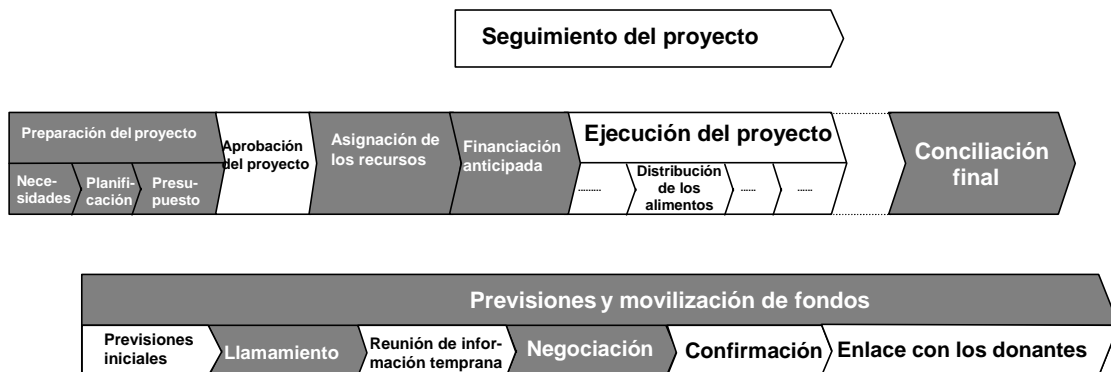 Seguimiento del proyecto
Preparación del proyecto
Nece-
sidades
Planifi-
cación
Presu-
puesto
Aprobación
del proyecto
Asignación de
los recursos
Financiación
anticipada
Ejecución del proyecto
.........
Distribución
de los
alimentos
......
......
Conciliación
final
Previsiones y movilización de fondos
Previsiones
iniciales
Llamamiento
Reunión de infor-
mación temprana
Negociación
Confirmación
Enlace con los donantes